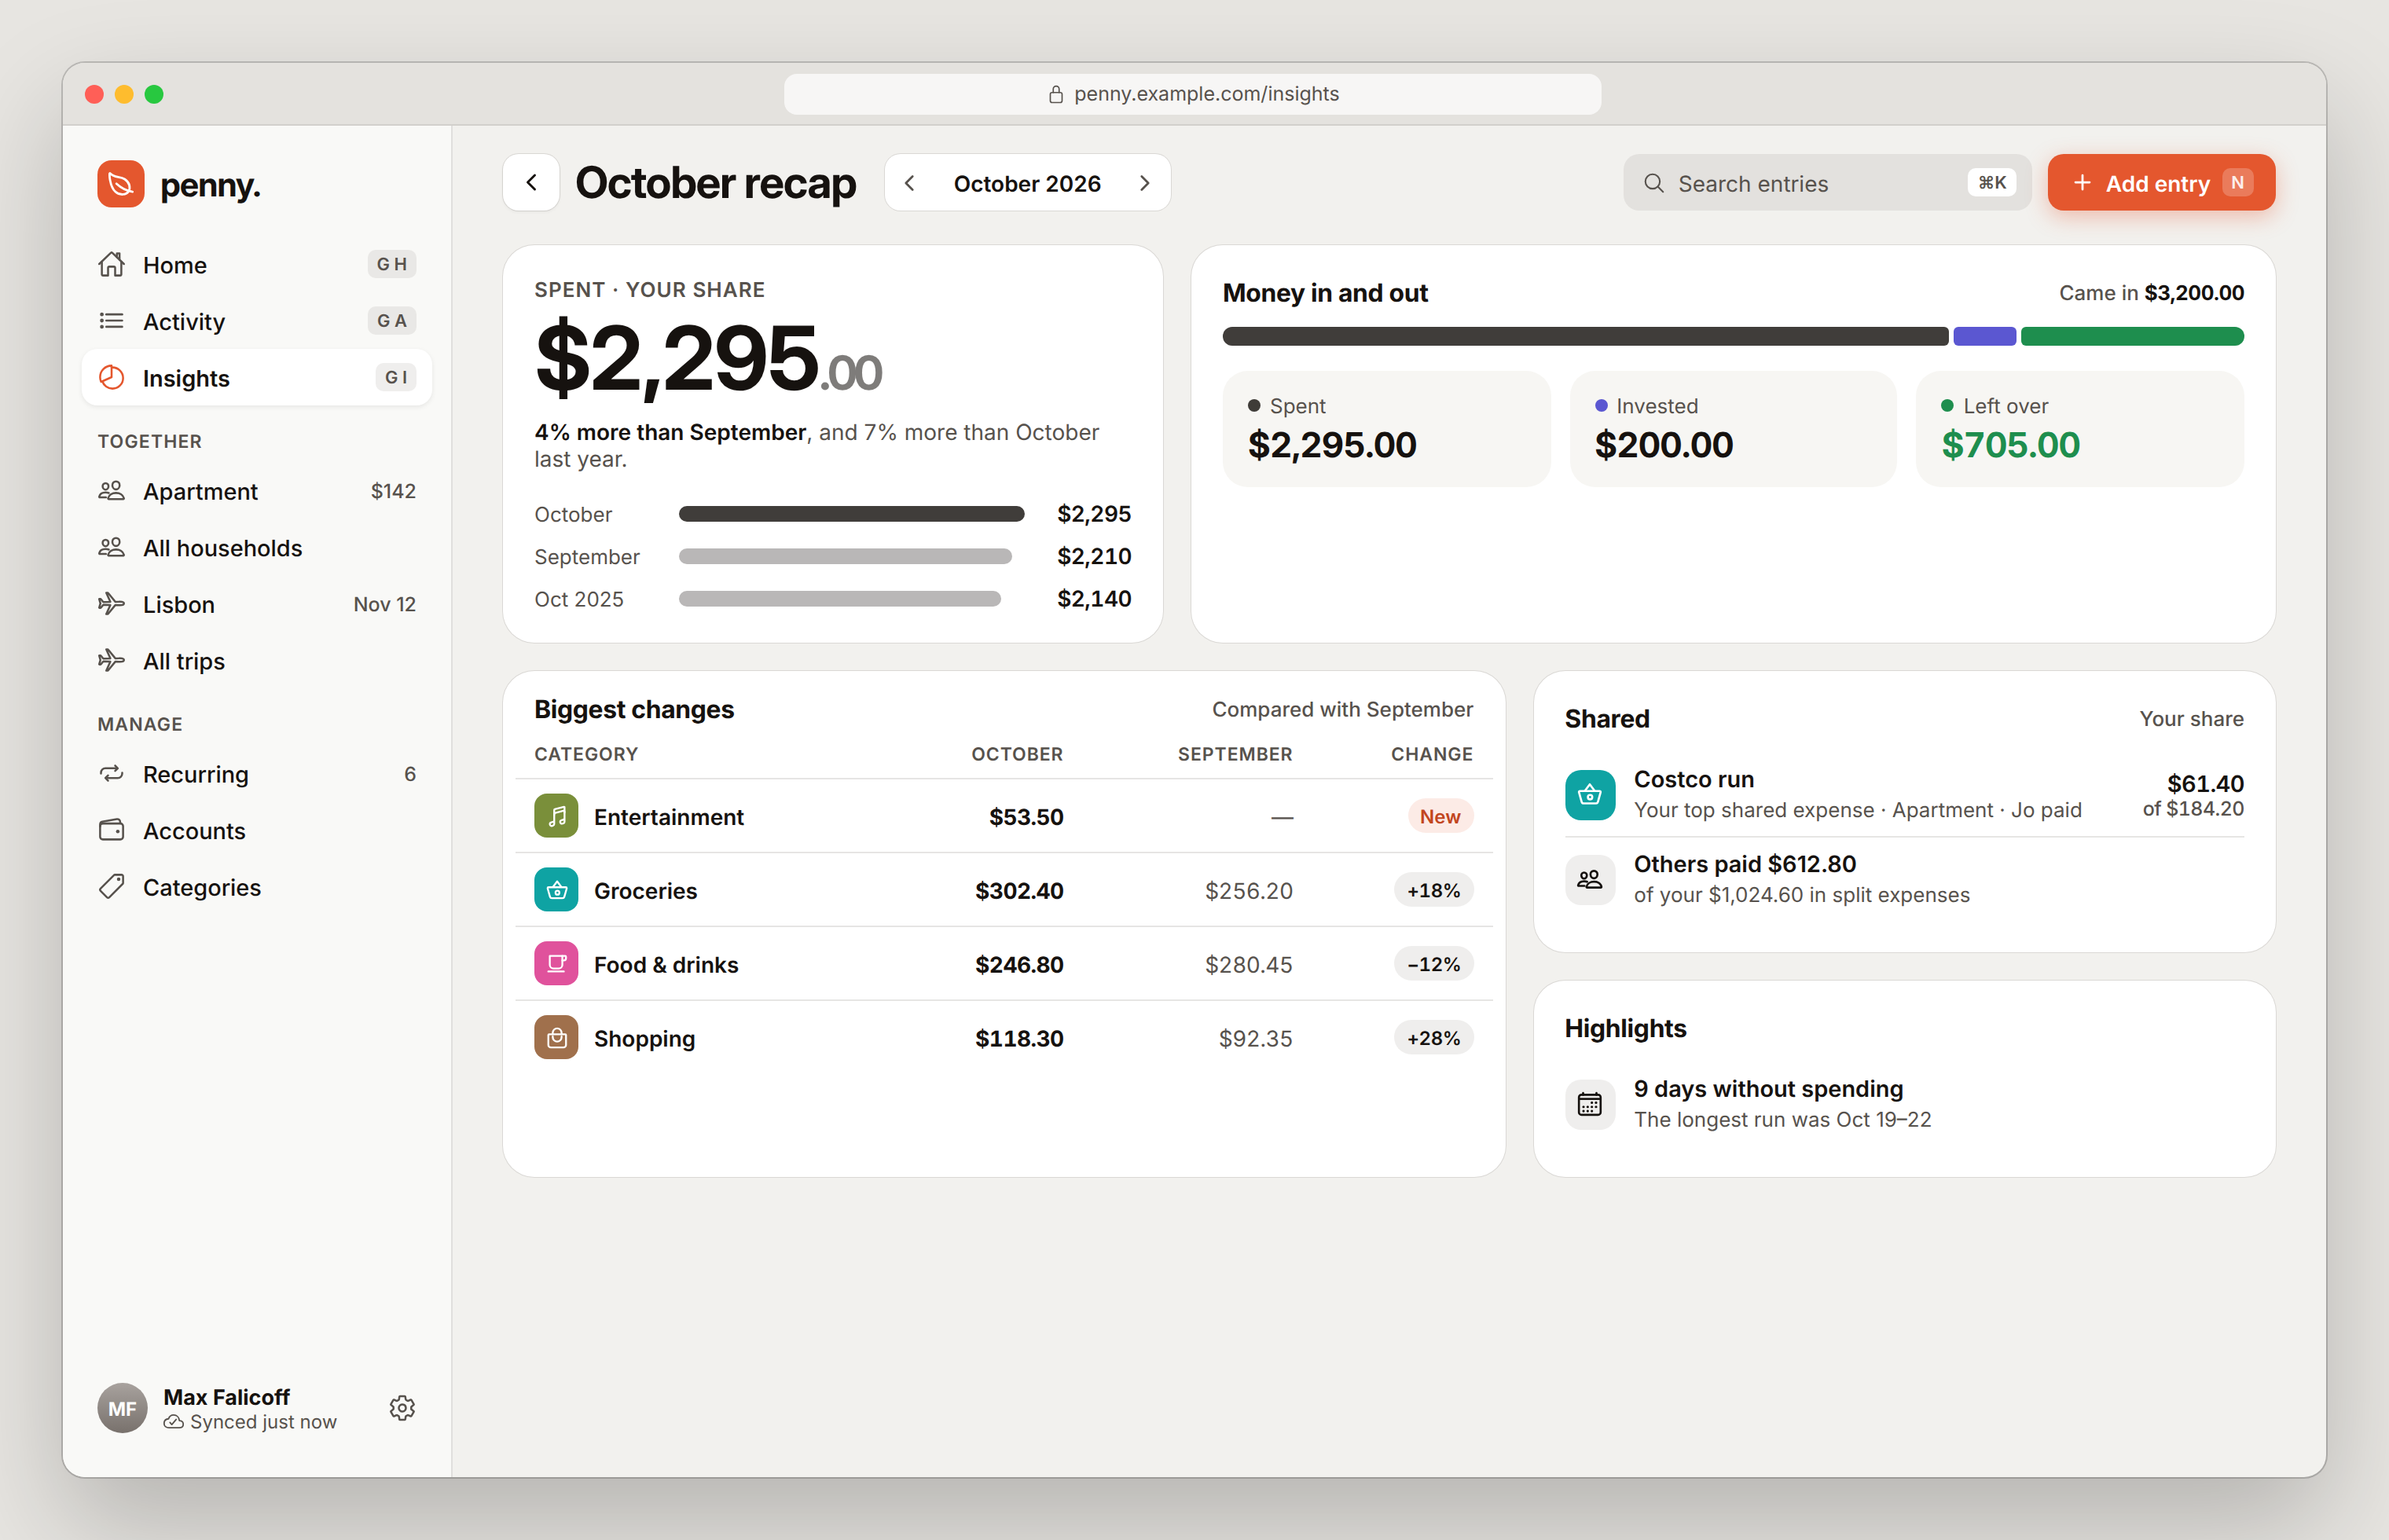 penny.example.com/insights
penny.
Home G H
Activity G A
Insights G I
TOGETHER
Apartment $142
All households
Lisbon Nov 12
All trips
MANAGE
Recurring 6
Accounts
Categories
MF
Max Falicoff
Synced just now
October recap
October 2026
Search entries ⌘K
Add entry N
SPENT · YOUR SHARE
$2,295.00
4% more than September, and 7% more than October
last year.
October $2,295
September $2,210
Oct 2025 $2,140
Money in and out
Came in $3,200.00
Spent
$2,295.00
Invested
$200.00
Left over
$705.00
Biggest changes
Compared with September
CATEGORY OCTOBER SEPTEMBER CHANGE
Entertainment $53.50 — New
Groceries $302.40 $256.20 +18%
Food & drinks $246.80 $280.45 −12%
Shopping $118.30 $92.35 +28%
Shared
Your share
Costco run
Your top shared expense · Apartment · Jo paid
$61.40
of $184.20
Others paid $612.80
of your $1,024.60 in split expenses
Highlights
9 days without spending
The longest run was Oct 19–22